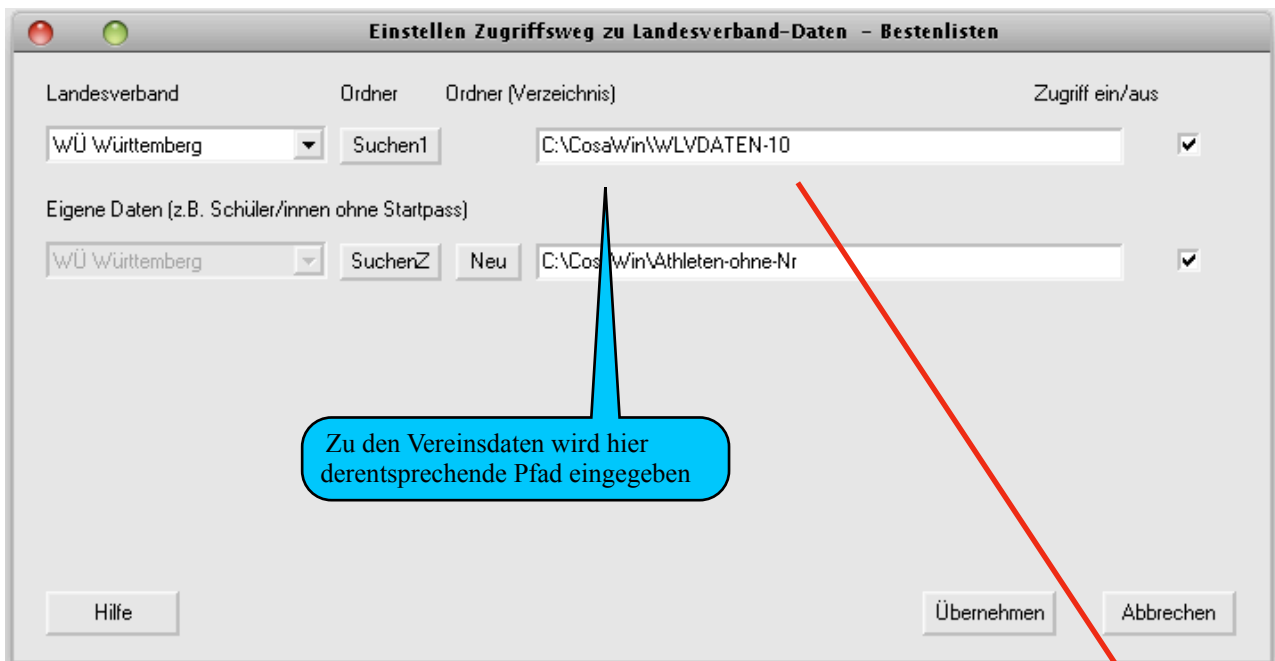 Einstellen Zugriffsweg zu Landesverband-Daten - Bestenlisten
Landesverband Ordner Ordner (Verzeichnis) Zugriff ein/aus
WÜ Württemberg Suchen1 C:\CosaWin\WLVDATEN-10
Eigene Daten (z.B. Schüler/innen ohne Startpass)
WÜ Württemberg SuchenZ Neu C:\CosaWin\Athleten-ohne-Nr
Zu den Vereinsdaten wird hier
derentsprechende Pfad eingegeben
Hilfe Übernehmen Abbrechen